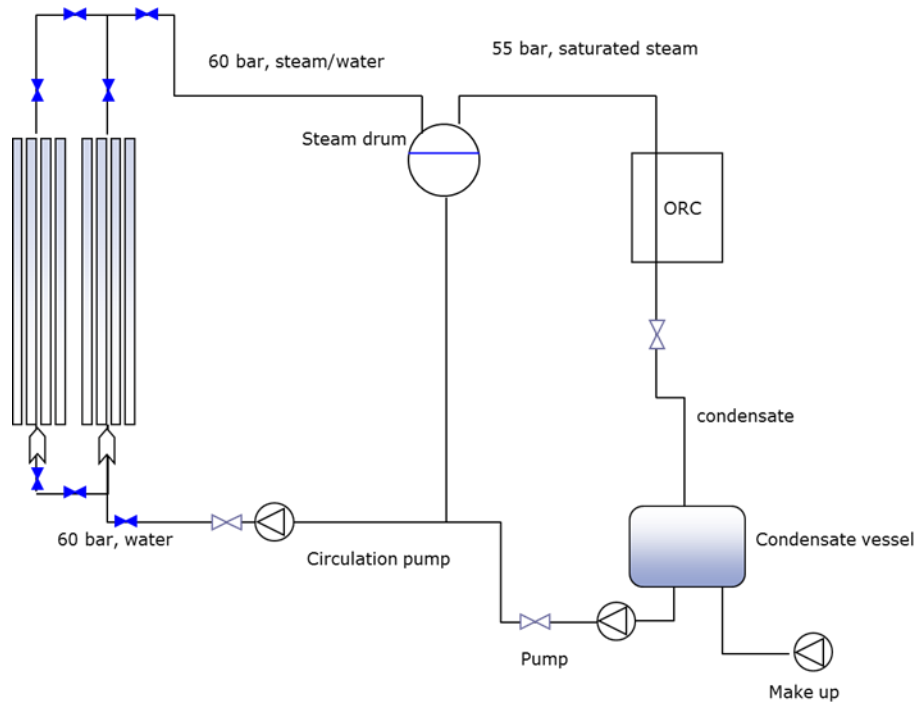 55 bar, saturated steam
60 bar, steam/water
Steam drum
ORC
condensate
60 bar, water
Circulation pump
Condensate vessel
Pump
Make up